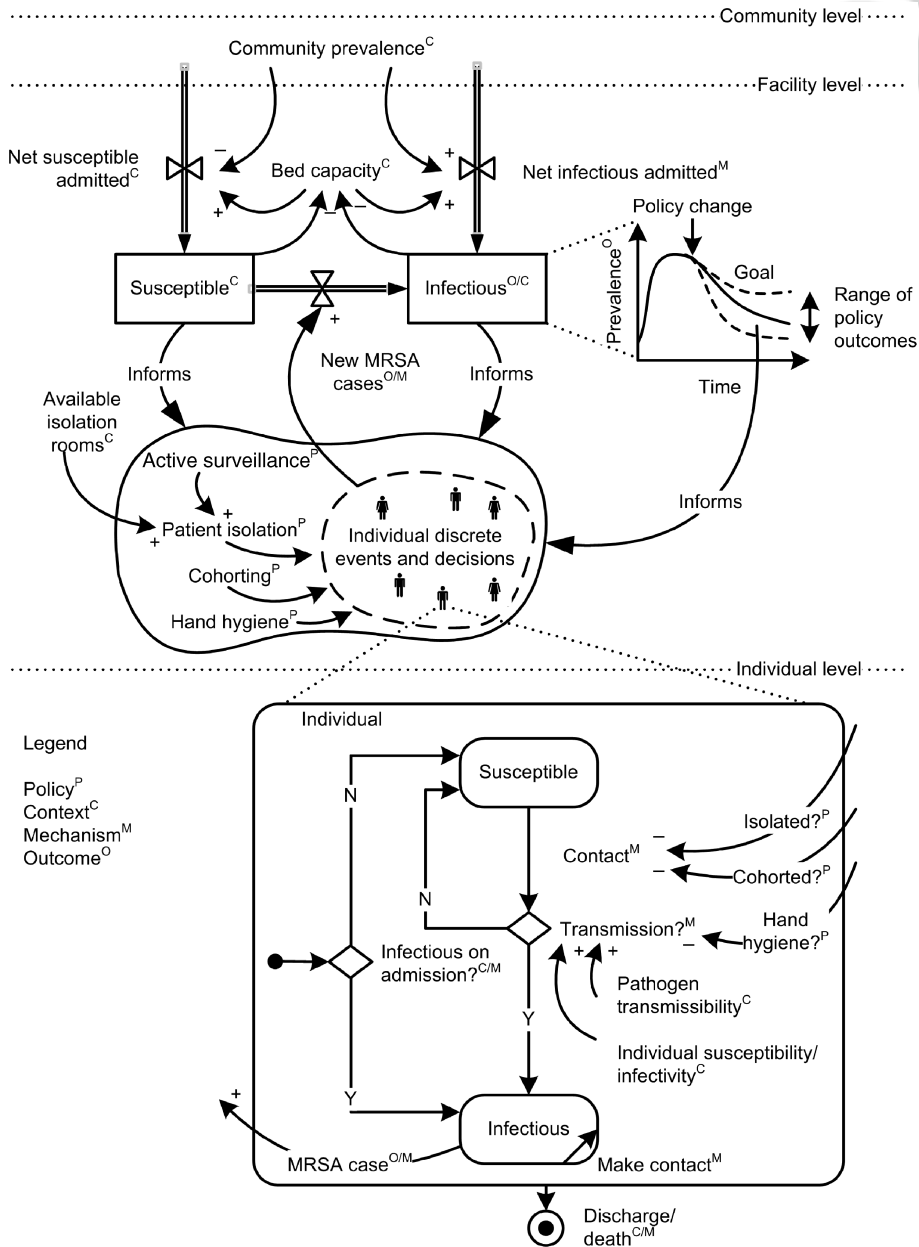 Community level
Community prevalence^C
Facility level
Net susceptible
admitted^C
–
+
Bed capacity^C
–
–
+
+
Net infectious admitted^M
Policy change
Prevalence^O
Goal
Range of
policy
outcomes
Time
Susceptible^C
Infectious^O/C
+
New MRSA
cases^O/M
Informs
Informs
Informs
Available
isolation
rooms^C
Active surveillance^P
+
+
Patient isolation^P
Cohorting^P
Hand hygiene^P
Individual discrete
events and decisions
Individual level
Legend
Policy^P
Context^C
Mechanism^M
Outcome^O
Individual
Susceptible
N
N
Isolated?^P
–
Contact^M
–
Cohorted?^P
Infectious on
admission?^C/M
Transmission?^M
–
Hand
hygiene?^P
+
+
Pathogen
transmissibility^C
Y
Individual susceptibility/
infectivity^C
Y
+
Infectious
MRSA case^O/M
Make contact^M
Discharge/
death^C/M